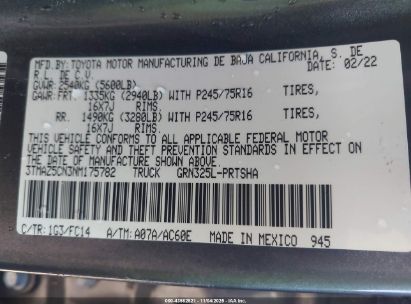 MFD.BY: TOYOTA MOTOR MANUFACTURING DE BAJA CALIFORNIA, S. DE
R.L. DE C.V. DATE: 02/22
GVWR: 2540KG (5600LB)
GAWR: FRT. 1335KG (2940LB) WITH P245/75R16 TIRES,
16X7J RIMS.
RR. 1490KG (3280LB) WITH P245/75R16 TIRES,
16X7J RIMS.
THIS VEHICLE CONFORMS TO ALL APPLICABLE FEDERAL MOTOR
VEHICLE SAFETY AND THEFT PREVENTION STANDARDS IN EFFECT ON
THE DATE OF MANUFACTURE SHOWN ABOVE.
3TMAZ5CN3NM175782 TRUCK GRN325L-PRTSHA
C/TR: 1G3/FC14 A/TM: A07A/AC60E MADE IN MEXICO 945